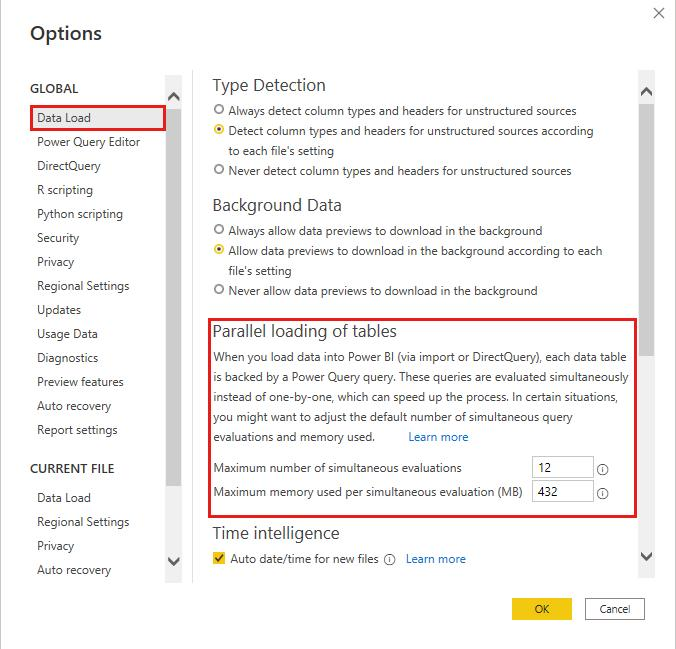 Options
GLOBAL
Data Load
Power Query Editor
DirectQuery
R scripting
Python scripting
Security
Privacy
Regional Settings
Updates
Usage Data
Diagnostics
Preview features
Auto recovery
Report settings
CURRENT FILE
Data Load
Regional Settings
Privacy
Auto recovery
Type Detection
Always detect column types and headers for unstructured sources
Detect column types and headers for unstructured sources according
to each file's setting
Never detect column types and headers for unstructured sources
Background Data
Always allow data previews to download in the background
Allow data previews to download in the background according to each
file's setting
Never allow data previews to download in the background
Parallel loading of tables
When you load data into Power BI (via import or DirectQuery), each data table
is backed by a Power Query query. These queries are evaluated simultaneously
instead of one-by-one, which can speed up the process. In certain situations,
you might want to adjust the default number of simultaneous query
evaluations and memory used. Learn more
Maximum number of simultaneous evaluations 12
Maximum memory used per simultaneous evaluation (MB) 432
Time intelligence
Auto date/time for new files Learn more
OK Cancel